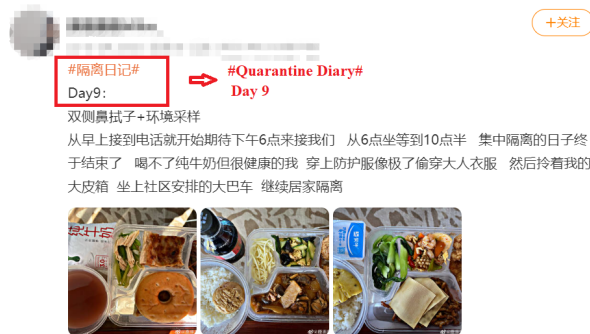 +关注
#隔离日记#
#Quarantine Diary#
Day9：
Day 9
双侧鼻拭子+环境采样
从早上接到电话就开始期待下午6点来接我们 从6点坐等到10点半 集中隔离的日子终
于结束了 喝不了纯牛奶但很健康的我 穿上防护服像极了偷穿大人衣服 然后拎着我的
大皮箱 坐上社区安排的大巴车 继续居家隔离
纯牛奶